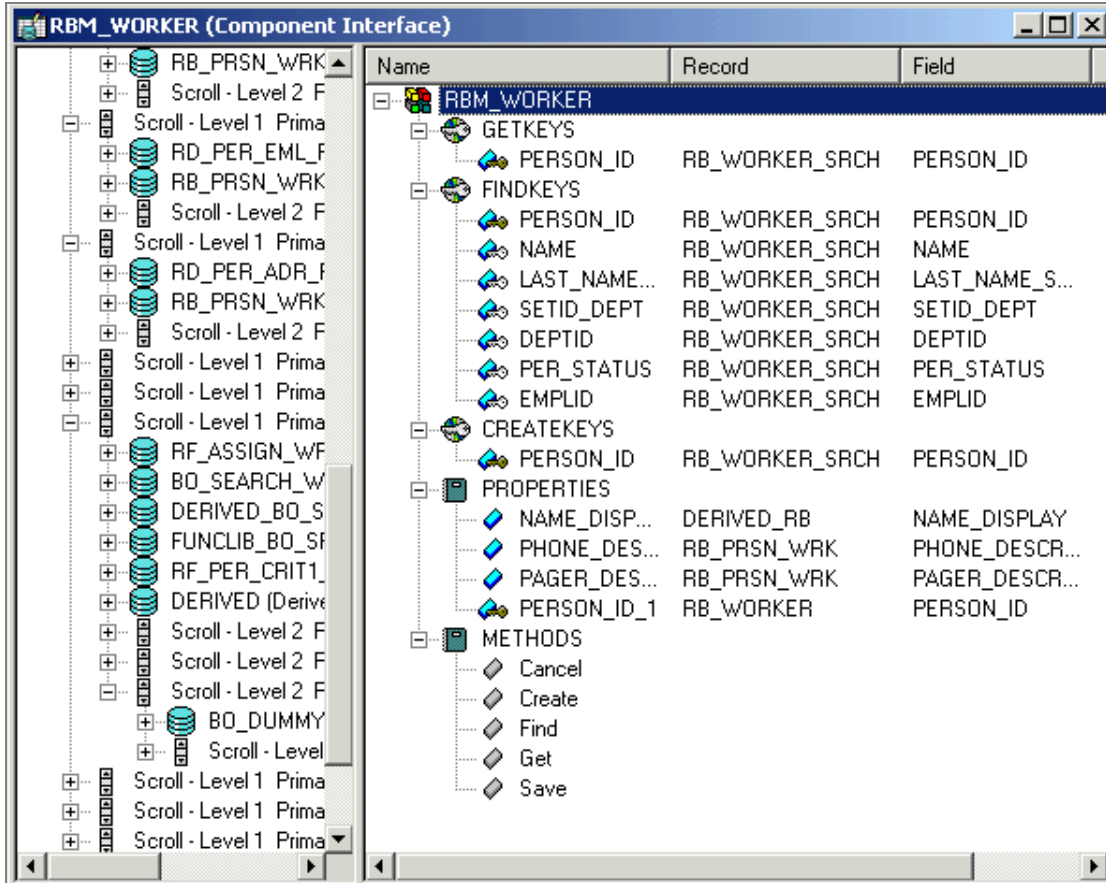 RBM_WORKER (Component Interface)
RB_PRSN_WRK
Scroll - Level 2 F
Scroll - Level 1 Prima
RD_PER_EML_F
RB_PRSN_WRK
Scroll - Level 2 F
Scroll - Level 1 Prima
RD_PER_ADR_F
RB_PRSN_WRK
Scroll - Level 2 F
Scroll - Level 1 Prima
Scroll - Level 1 Prima
Scroll - Level 1 Prima
RF_ASSIGN_WF
BO_SEARCH_W
DERIVED_BO_S
FUNCLIB_BO_SF
RF_PER_CRIT1_
DERIVED (Derive
Scroll - Level 2 F
Scroll - Level 2 F
Scroll - Level 2 F
BO_DUMMY
Scroll - Level
Scroll - Level 1 Prima
Scroll - Level 1 Prima
Scroll - Level 1 Prima
Name Record Field
RBM_WORKER
GETKEYS
PERSON_ID RB_WORKER_SRCH PERSON_ID
FINDKEYS
PERSON_ID RB_WORKER_SRCH PERSON_ID
NAME RB_WORKER_SRCH NAME
LAST_NAME... RB_WORKER_SRCH LAST_NAME_S...
SETID_DEPT RB_WORKER_SRCH SETID_DEPT
DEPTID RB_WORKER_SRCH DEPTID
PER_STATUS RB_WORKER_SRCH PER_STATUS
EMPLID RB_WORKER_SRCH EMPLID
CREATEKEYS
PERSON_ID RB_WORKER_SRCH PERSON_ID
PROPERTIES
NAME_DISP... DERIVED_RB NAME_DISPLAY
PHONE_DES... RB_PRSN_WRK PHONE_DESCR...
PAGER_DES... RB_PRSN_WRK PAGER_DESCR...
PERSON_ID_1 RB_WORKER PERSON_ID
METHODS
Cancel
Create
Find
Get
Save